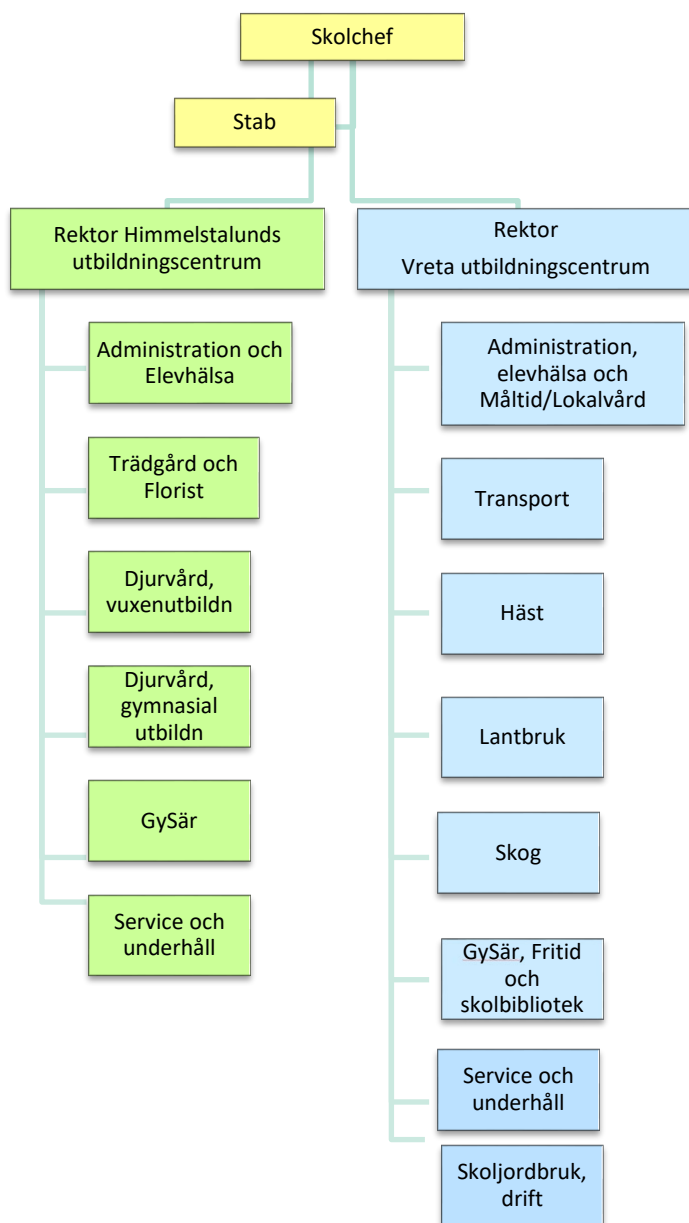 Skolchef
Stab
Rektor Himmelstalunds
utbildningscentrum
Administration och
Elevhälsa
Trädgård och
Florist
Djurvård,
vuxenutbildn
Djurvård,
gymnasial
utbildn
GySär
Service och
underhåll
Rektor
Vreta utbildningscentrum
Administration,
elevhälsa och
Måltid/Lokalvård
Transport
Häst
Lantbruk
Skog
GySär, Fritid
och
skolbibliotek
Service och
underhåll
Skoljordbruk,
drift